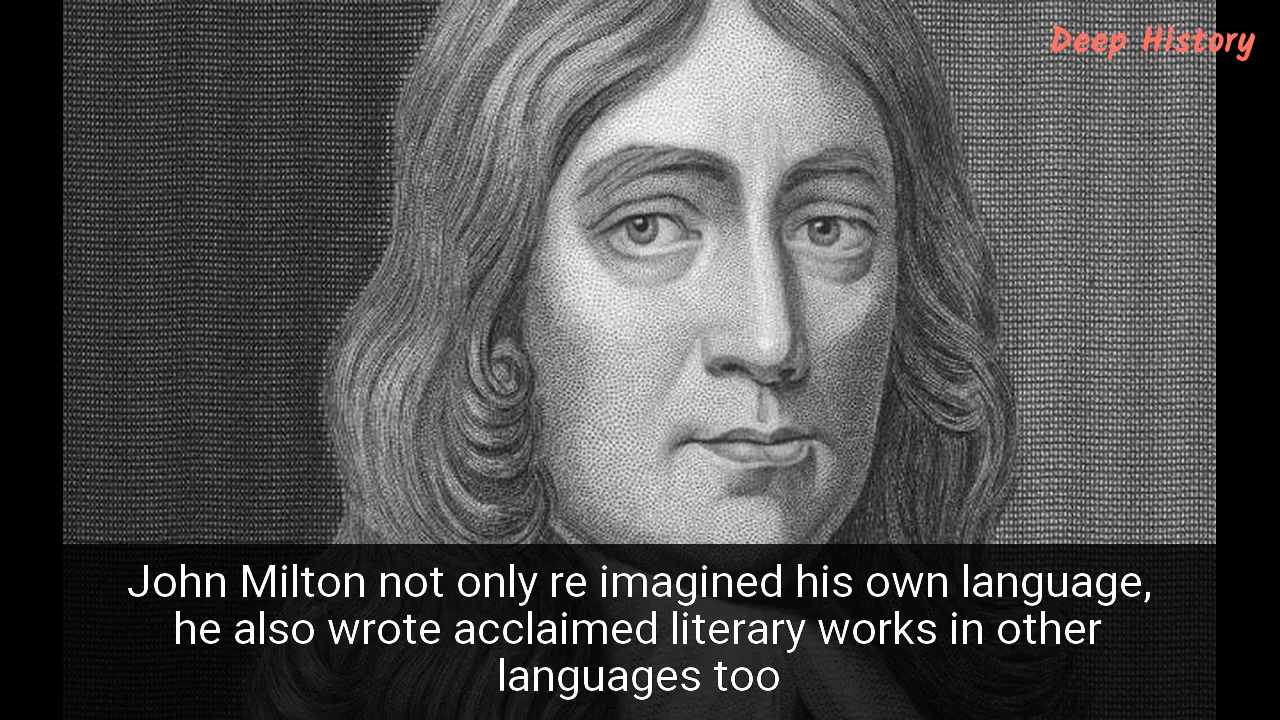 Deep History
John Milton not only re imagined his own language,
he also wrote acclaimed literary works in other
languages too